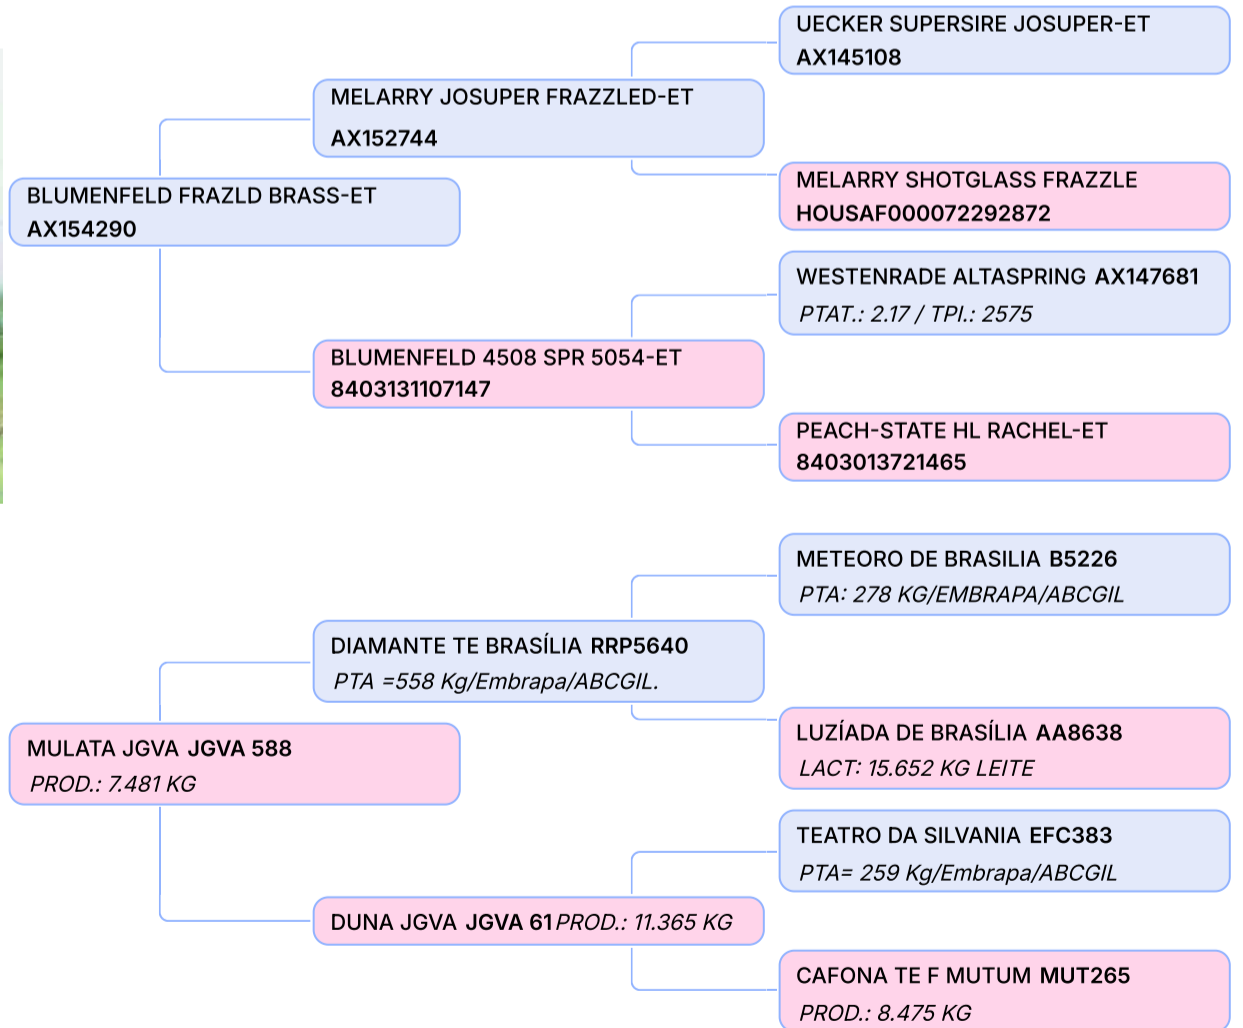 UECKER SUPERSIRE JOSUPER-ET
AX145108
MELARRY JOSUPER FRAZZLED-ET
AX152744
MELARRY SHOTGLASS FRAZZLE
HOUSAF000072292872
BLUMENFELD FRAZLD BRASS-ET
AX154290
WESTENRADE ALTASPRING AX147681
PTAT.: 2.17 / TPI.: 2575
BLUMENFELD 4508 SPR 5054-ET
8403131107147
PEACH-STATE HL RACHEL-ET
8403013721465
METEORO DE BRASILIA B5226
PTA: 278 KG/EMBRAPA/ABCGIL
DIAMANTE TE BRASÍLIA RRP5640
PTA =558 Kg/Embrapa/ABCGIL.
LUZÍADA DE BRASÍLIA AA8638
LACT: 15.652 KG LEITE
MULATA JGVA JGVA 588
PROD.: 7.481 KG
TEATRO DA SILVANIA EFC383
PTA= 259 Kg/Embrapa/ABCGIL
DUNA JGVA JGVA 61 PROD.: 11.365 KG
CAFONA TE F MUTUM MUT265
PROD.: 8.475 KG